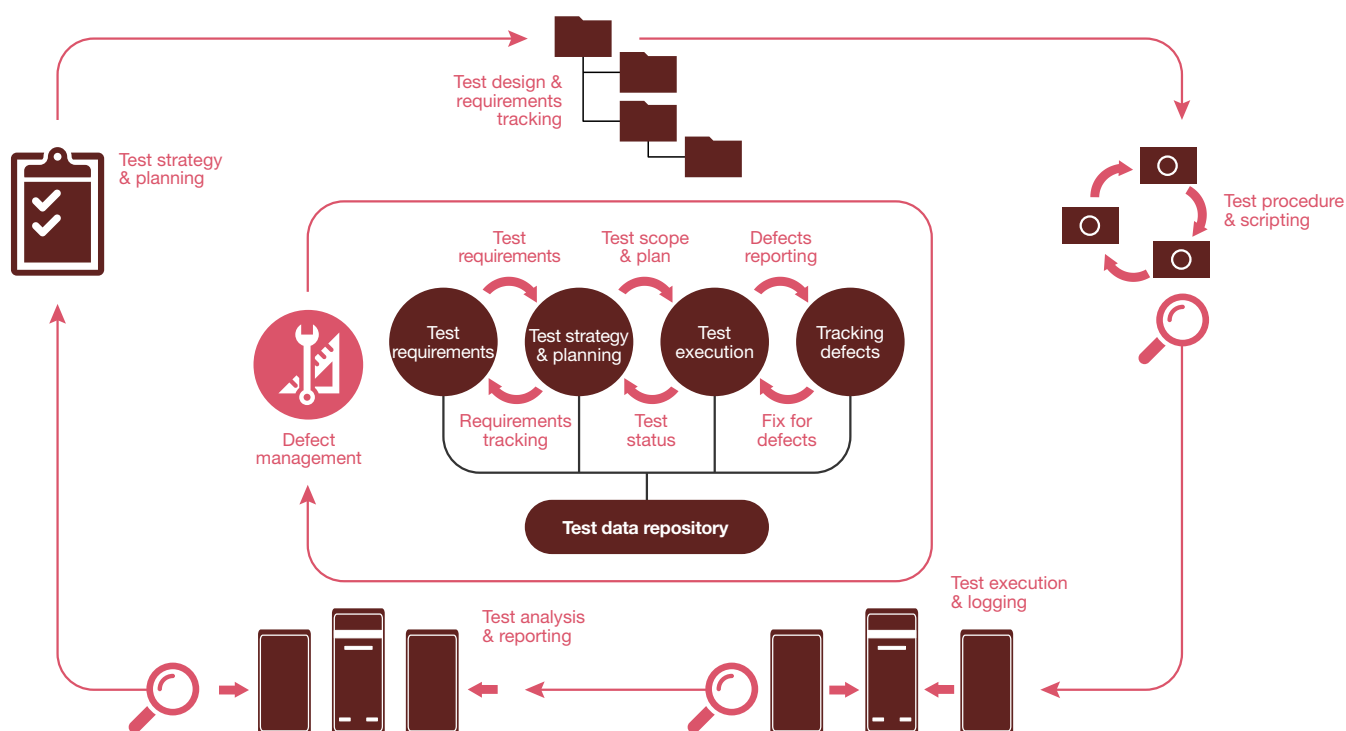 Test design &
requirements
tracking
Test strategy
& planning
Test procedure
& scripting
Test
requirements
Test scope
& plan
Defects
reporting
Test
requirements
Test strategy
& planning
Test
execution
Tracking
defects
Requirements
tracking
Test
status
Fix for
defects
Defect
management
Test data repository
Test execution
& logging
Test analysis
& reporting